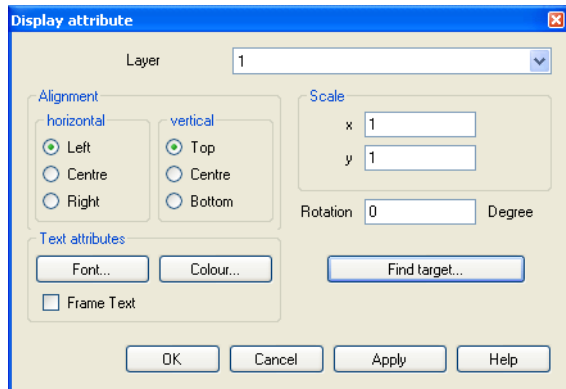 Display attribute
Layer 1
Alignment
horizontal
Left
Centre
Right
vertical
Top
Centre
Bottom
Scale
x 1
y 1
Rotation 0 Degree
Text attributes
Font... Colour...
Frame Text
Find target...
OK Cancel Apply Help